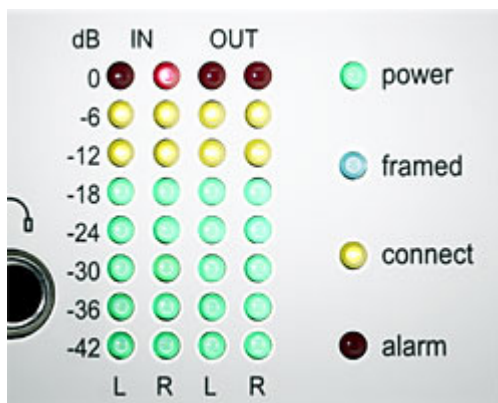 dB IN OUT
0 power
-6
-12
framed
-18
-24
connect
-30
-36
alarm
-42
L R L R